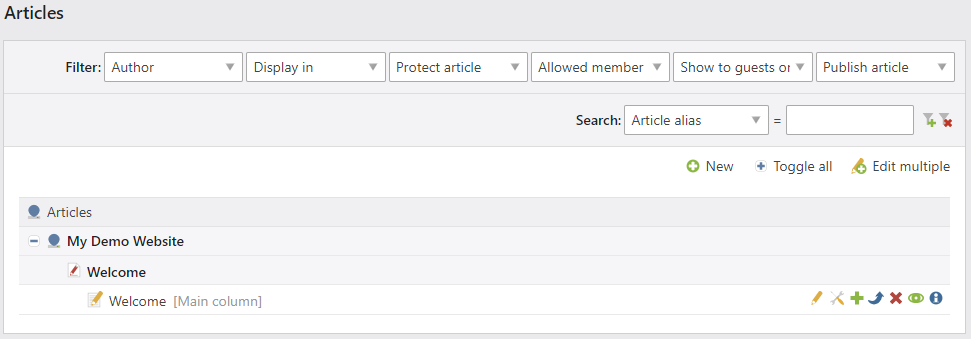 Articles
Filter: Author Display in Protect article Allowed member Show to guests or Publish article
Search: Article alias =
New Toggle all Edit multiple
Articles
My Demo Website
Welcome
Welcome [Main column]